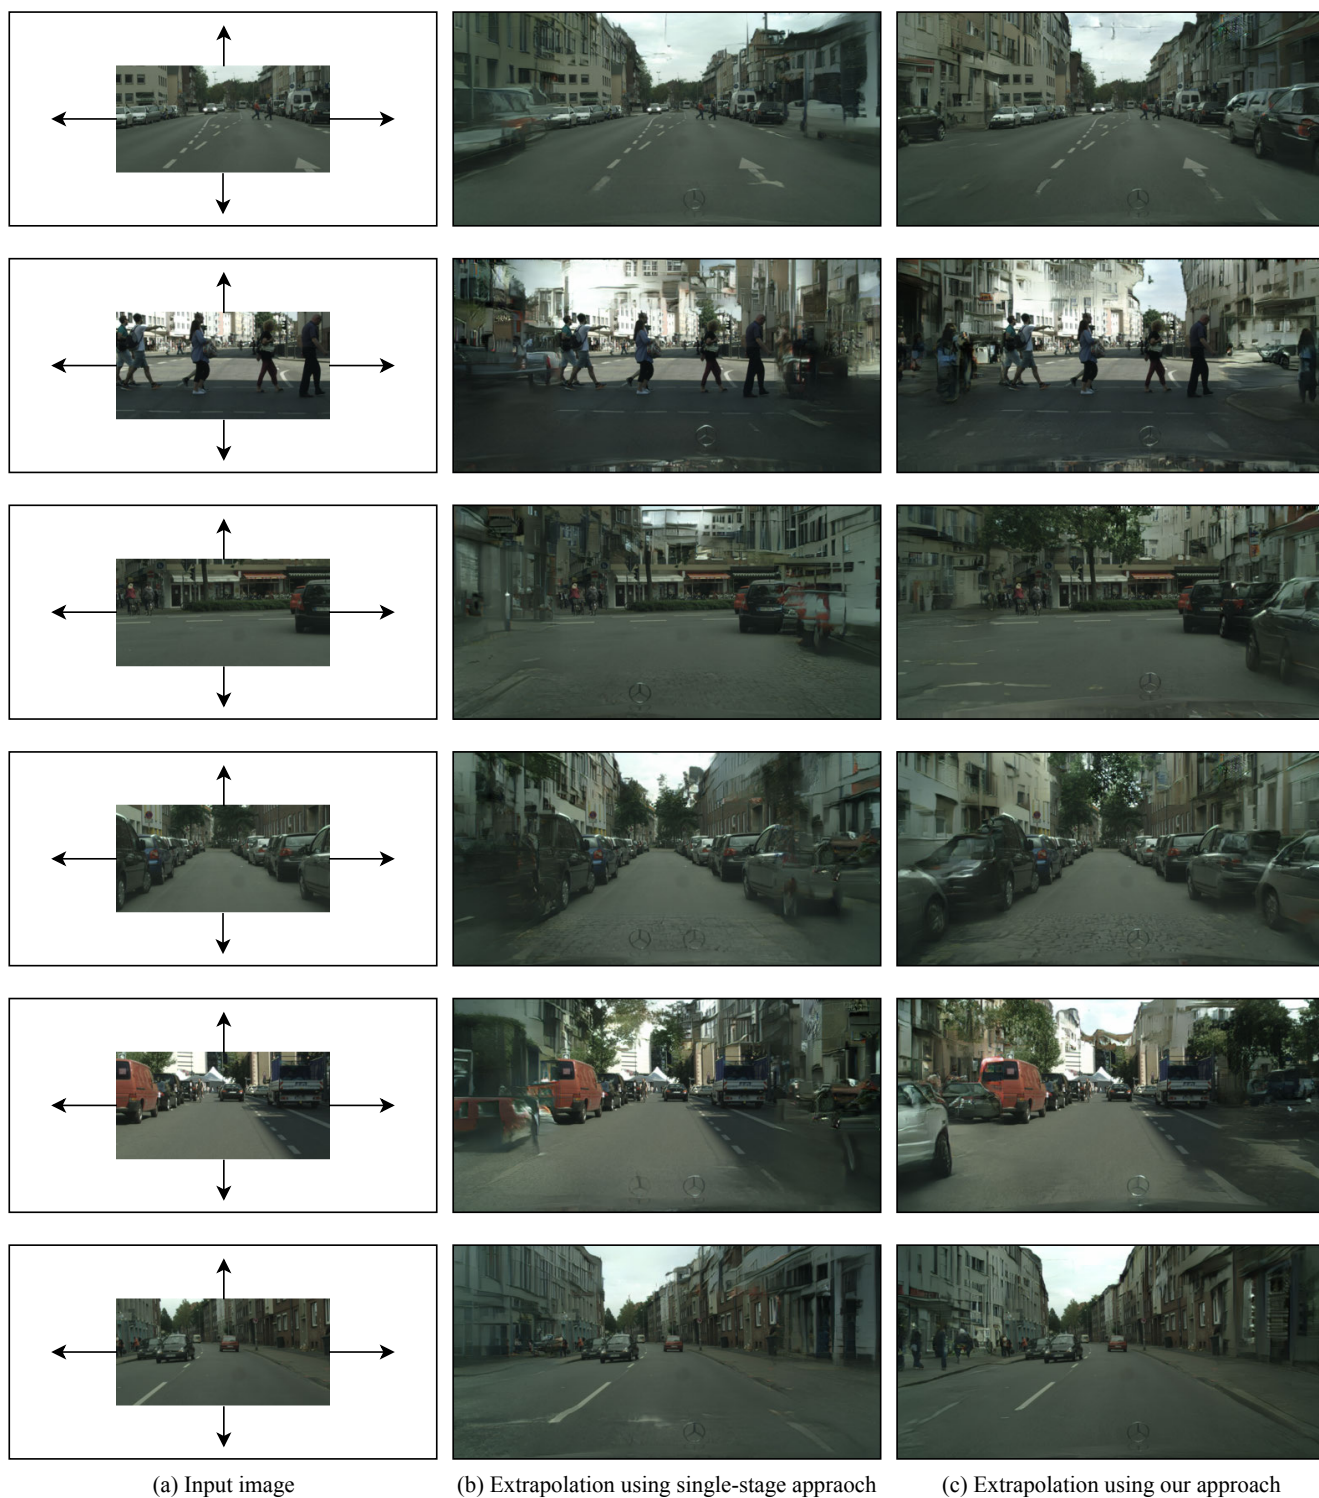 (a) Input image
(b) Extrapolation using single-stage appraoch
(c) Extrapolation using our approach